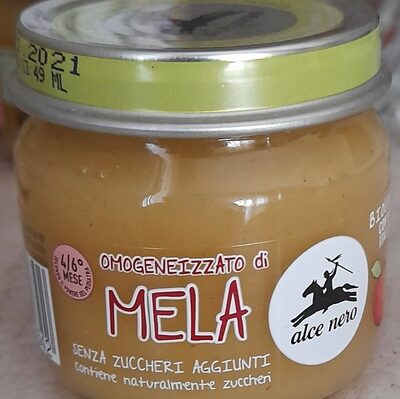 2021
49 ML
4/6°
MESE
OMOGENEIZZATO di
MELA
SENZA ZUCCHERI AGGIUNTI
contiene naturalmente zuccheri
alce nero